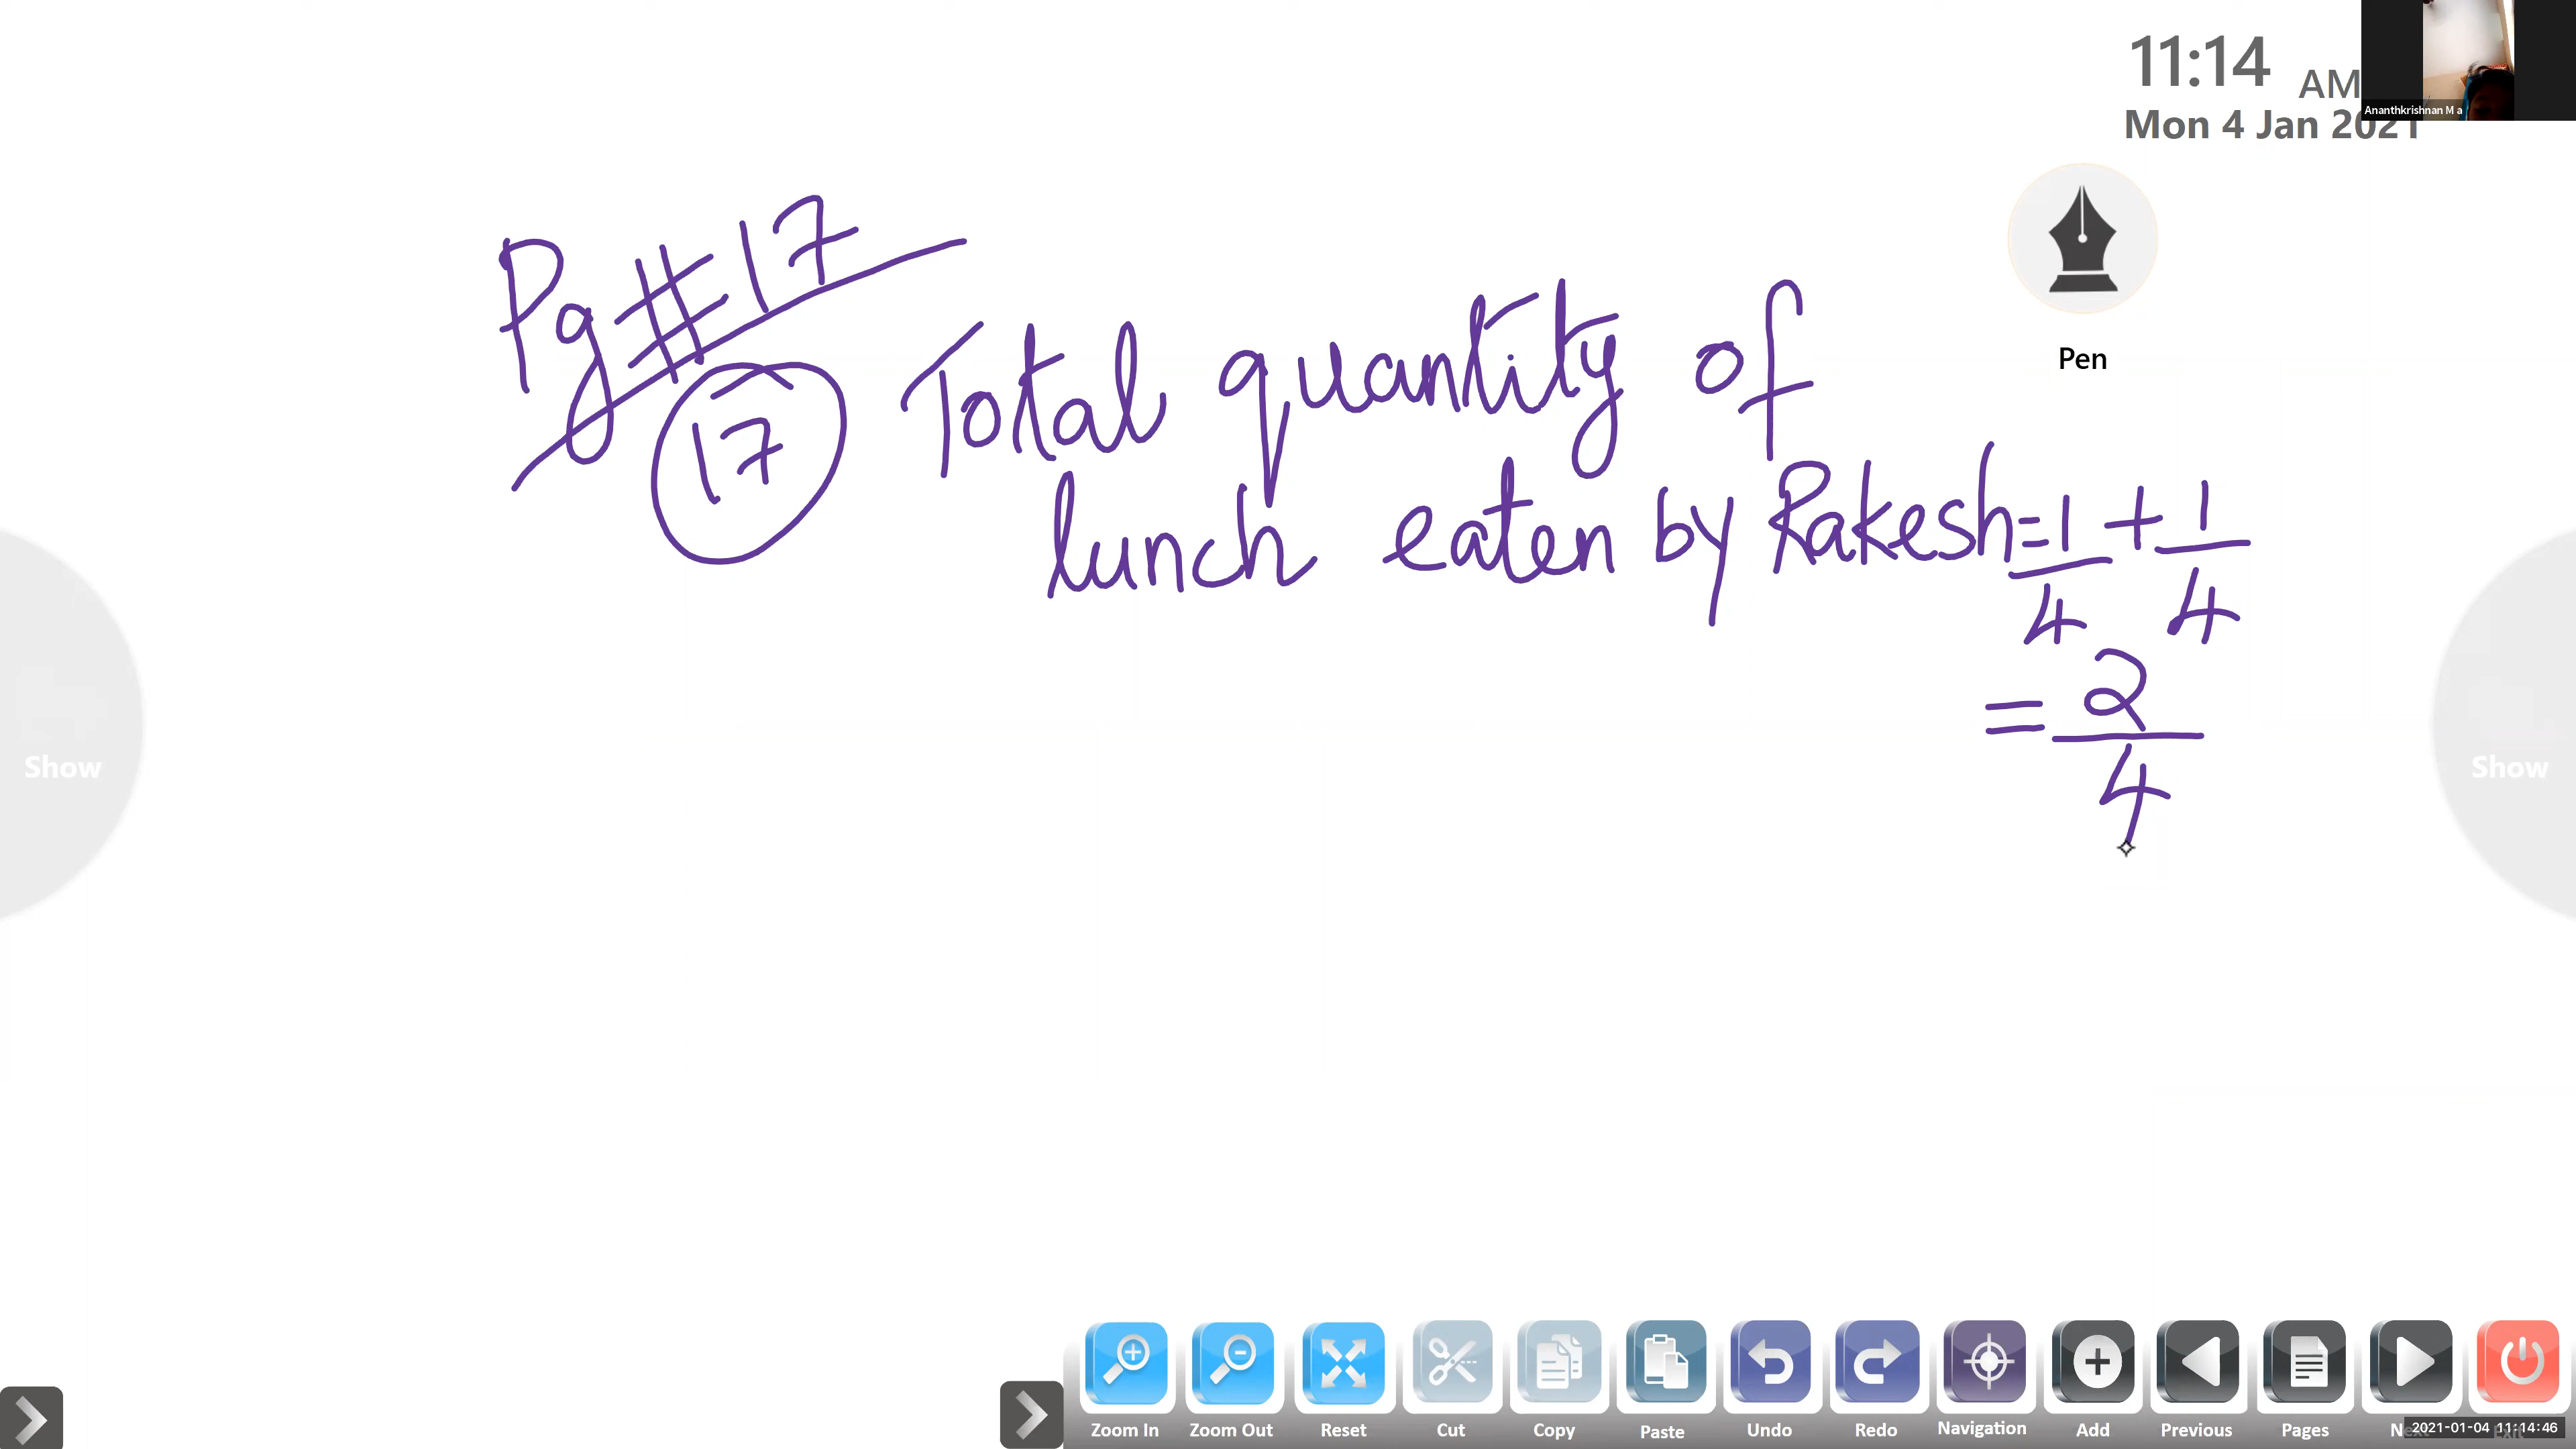 11:14 AM
Ananthkrishnan M a
Mon 4 Jan 2021
Pen
Pg # 17
17 Total quantity of
lunch eaten by Rakesh = 1/4 + 1/4
= 2/4
Show
Show
Zoom In Zoom Out Reset Cut Copy Paste Undo Redo Navigation Add Previous Pages
2021-01-04 11:14:46